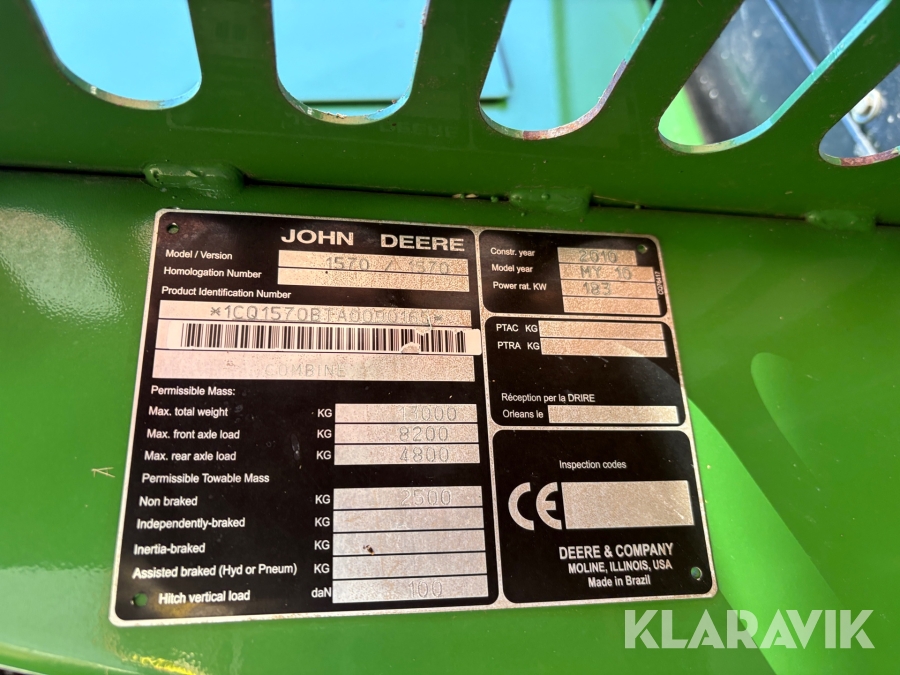 JOHN DEERE
Model / Version 1570 / 1570
Homologation Number
Product Identification Number
COMBINE
Permissible Mass:
Max. total weight KG 13000
Max. front axle load KG 8200
Max. rear axle load KG 4800
Permissible Towable Mass
Non braked KG 2500
Independently-braked KG
Inertia-braked KG
Assisted braked (Hyd or Pneum) KG
Hitch vertical load daN 100
Constr. year 2010
Model year MY 10
Power rat. KW 183
PTAC KG
PTRA KG
Réception per la DRIRE
Orleans le
Inspection codes
CE
DEERE & COMPANY
MOLINE, ILLINOIS, USA
Made in Brazil
KLARAVIK